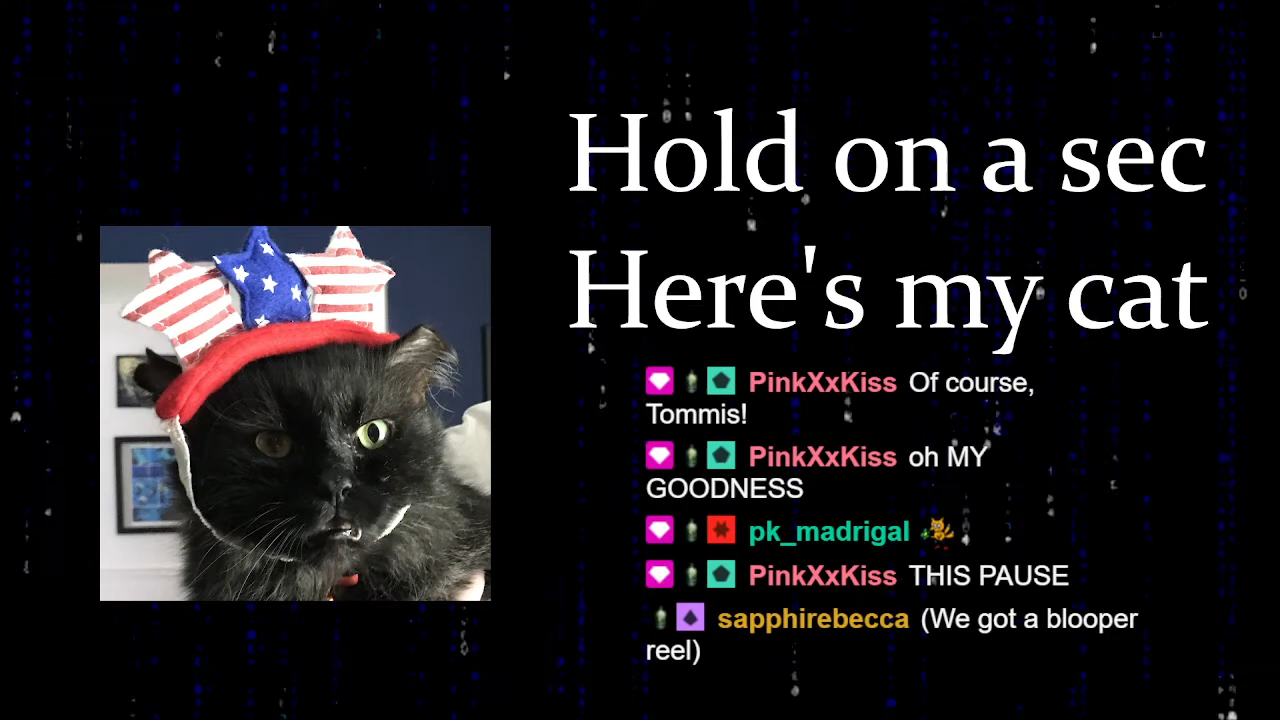 Hold on a sec
Here's my cat
PinkXxKiss Of course,
Tommis!
PinkXxKiss oh MY
GOODNESS
pk_madrigal
PinkXxKiss THIS PAUSE
sapphirebecca (We got a blooper
reel)